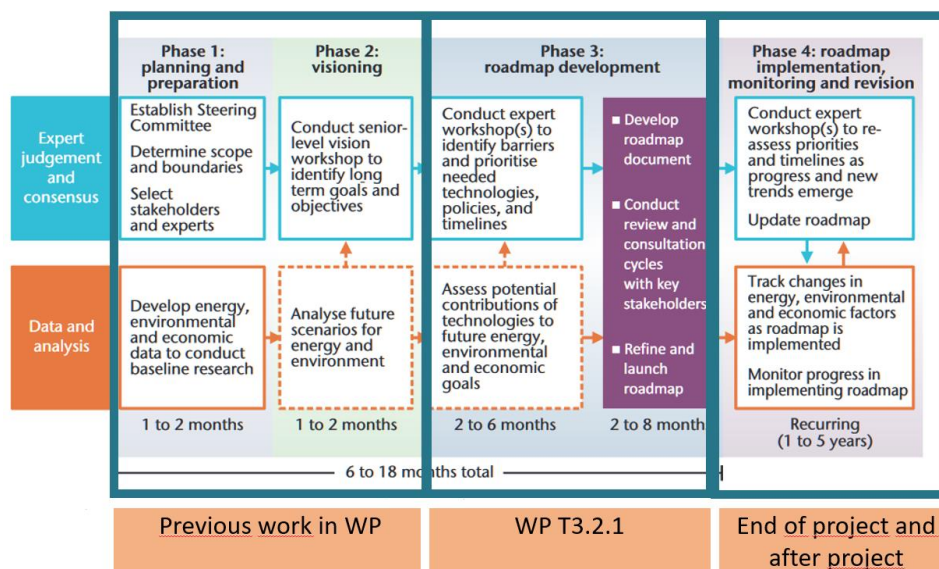 Phase 1:
planning and
preparation
Phase 2:
visioning
Phase 3:
roadmap development
Phase 4: roadmap
implementation,
monitoring and revision
Expert
judgement
and
consensus
Establish Steering
Committee
Determine scope
and boundaries
Select
stakeholders
and experts
Conduct senior-
level vision
workshop to
identify long
term goals and
objectives
Conduct expert
workshop(s) to
identify barriers
and prioritise
needed
technologies,
policies, and
timelines
■ Develop
roadmap
document
■ Conduct
review and
consultation
cycles
with key
stakeholders
■ Refine and
launch
roadmap
Conduct expert
workshop(s) to re-
assess priorities
and timelines as
progress and new
trends emerge
Update roadmap
Data and
analysis
Develop energy,
environmental
and economic
data to conduct
baseline research
Analyse future
scenarios for
energy and
environment
Assess potential
contributions of
technologies to
future energy,
environmental
and economic
goals
Track changes in
energy, environmental
and economic factors
as roadmap is
implemented
Monitor progress in
implementing roadmap
1 to 2 months
1 to 2 months
2 to 6 months
2 to 8 months
Recurring
(1 to 5 years)
6 to 18 months total
Previous work in WP
WP T3.2.1
End of project and
after project